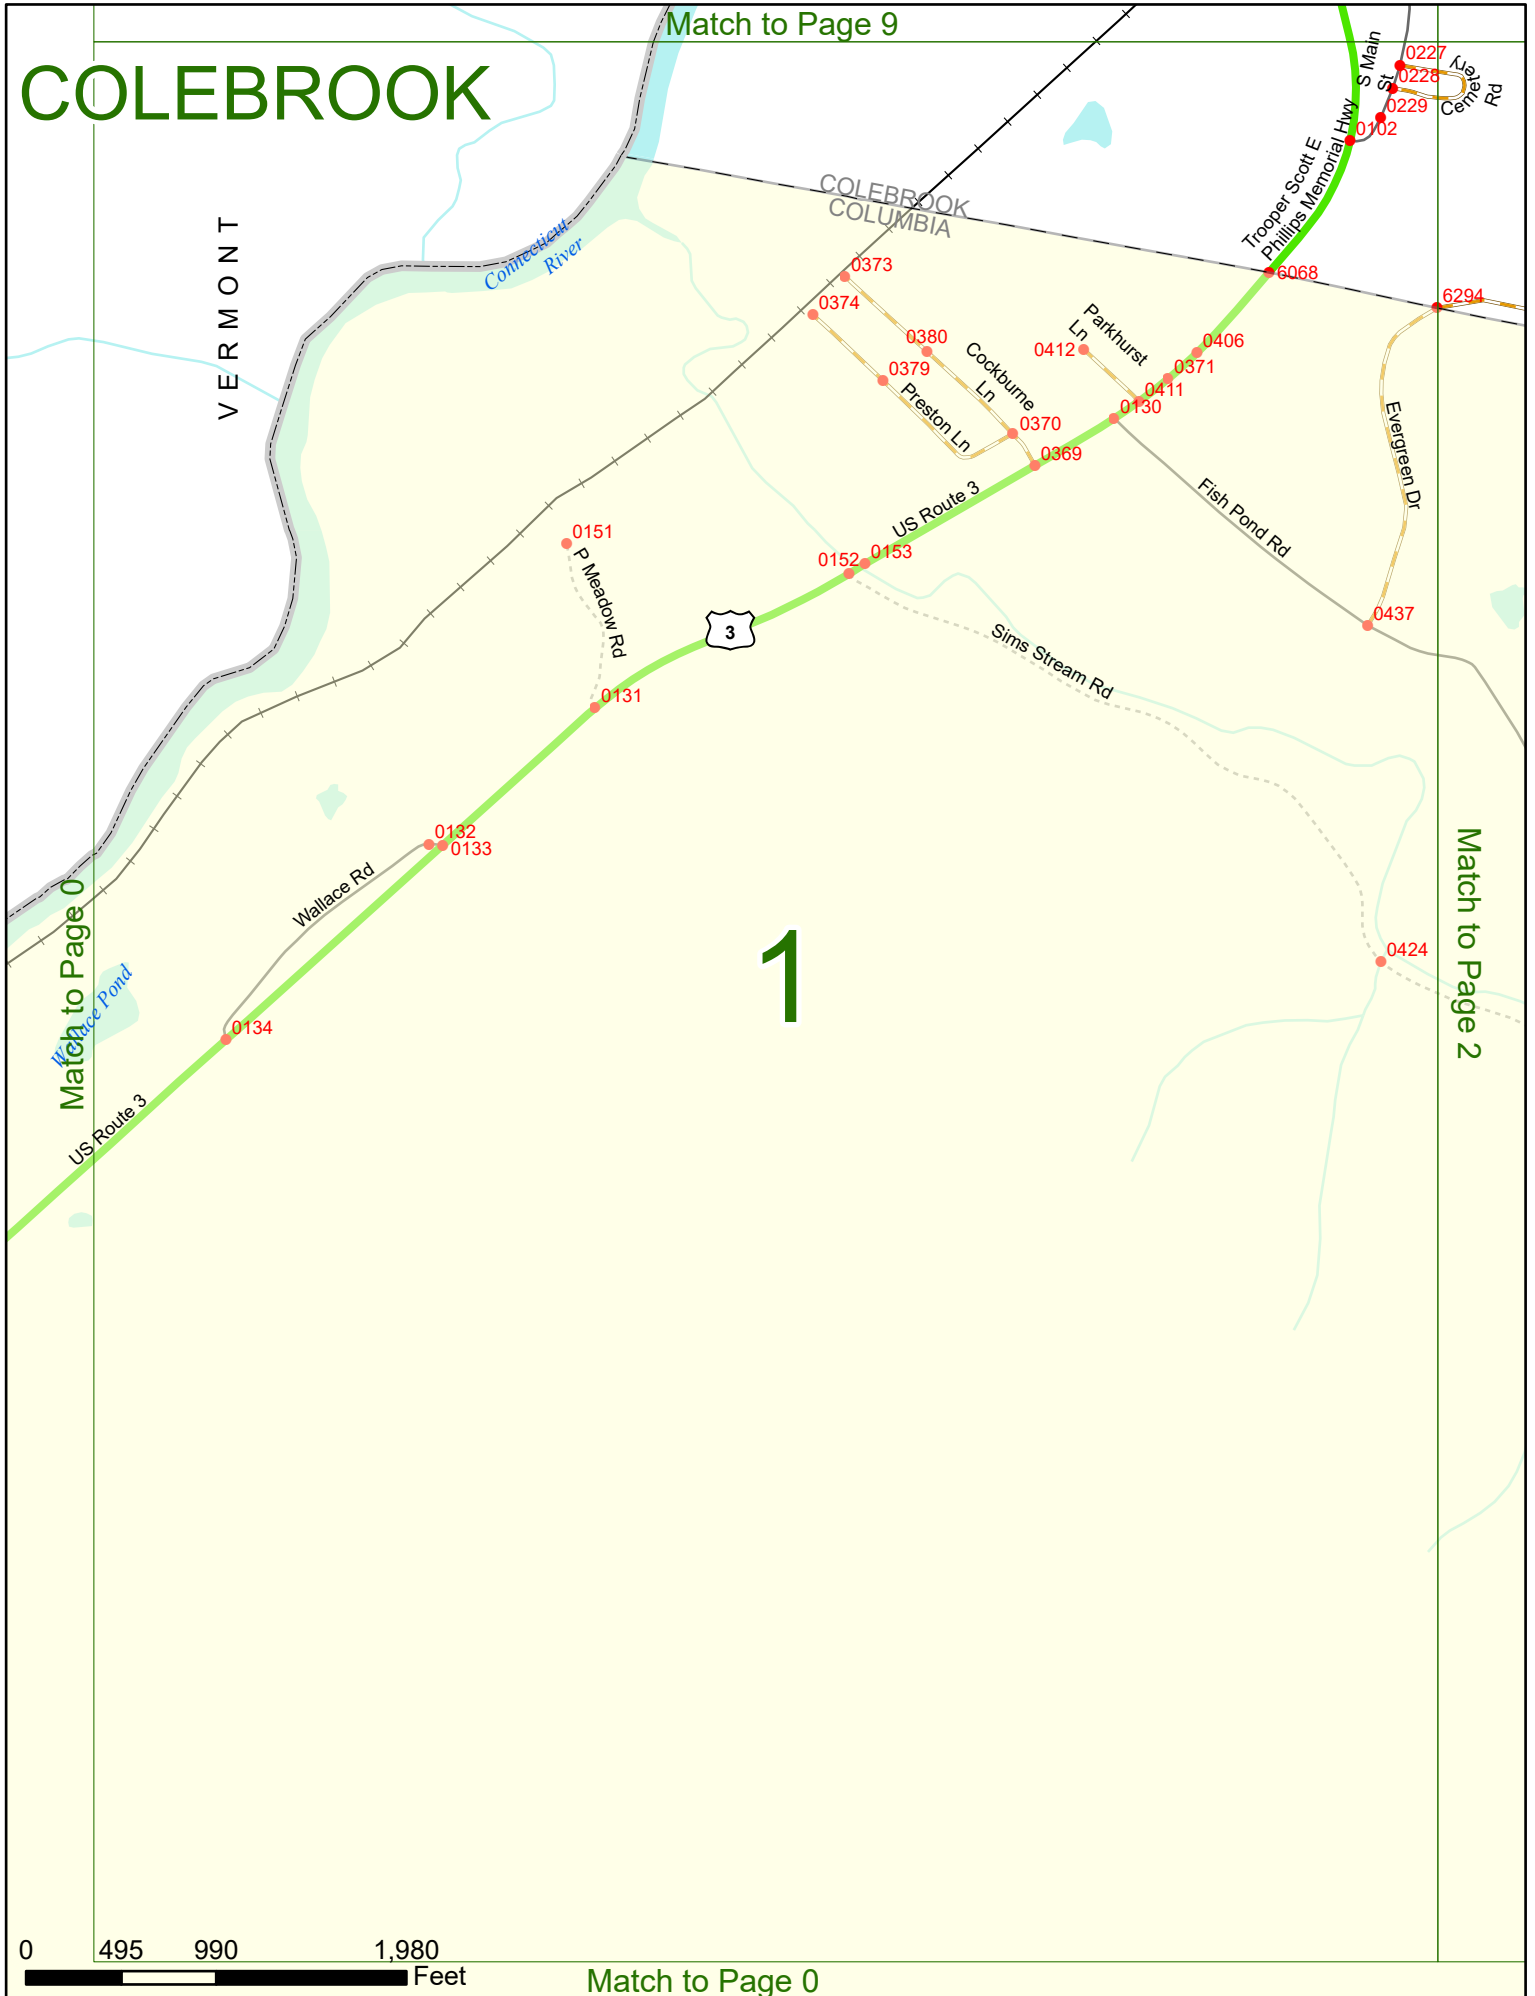 Match to Page 9
COLEBROOK
S Main
St
0227
0228
Cemetery
Rd
0229
0102
Trooper Scott E
Phillips Memorial Hwy
COLEBROOK
COLUMBIA
VERMONT
Connecticut
River
0373
6068
0374
6294
0380
0412
Parkhurst
Ln
0406
0379
Cockburne
Ln
0371
0411
0130
Preston Ln
0370
0369
Evergreen Dr
US Route 3
Fish Pond Rd
0151
P Meadow Rd
0152
0153
3
0437
Sims Stream Rd
0131
0132
0133
Wallace Rd
Match to Page 0
Match to Page 2
1
0424
Wallace Pond
0134
US Route 3
0 495 990 1,980
Feet
Match to Page 0